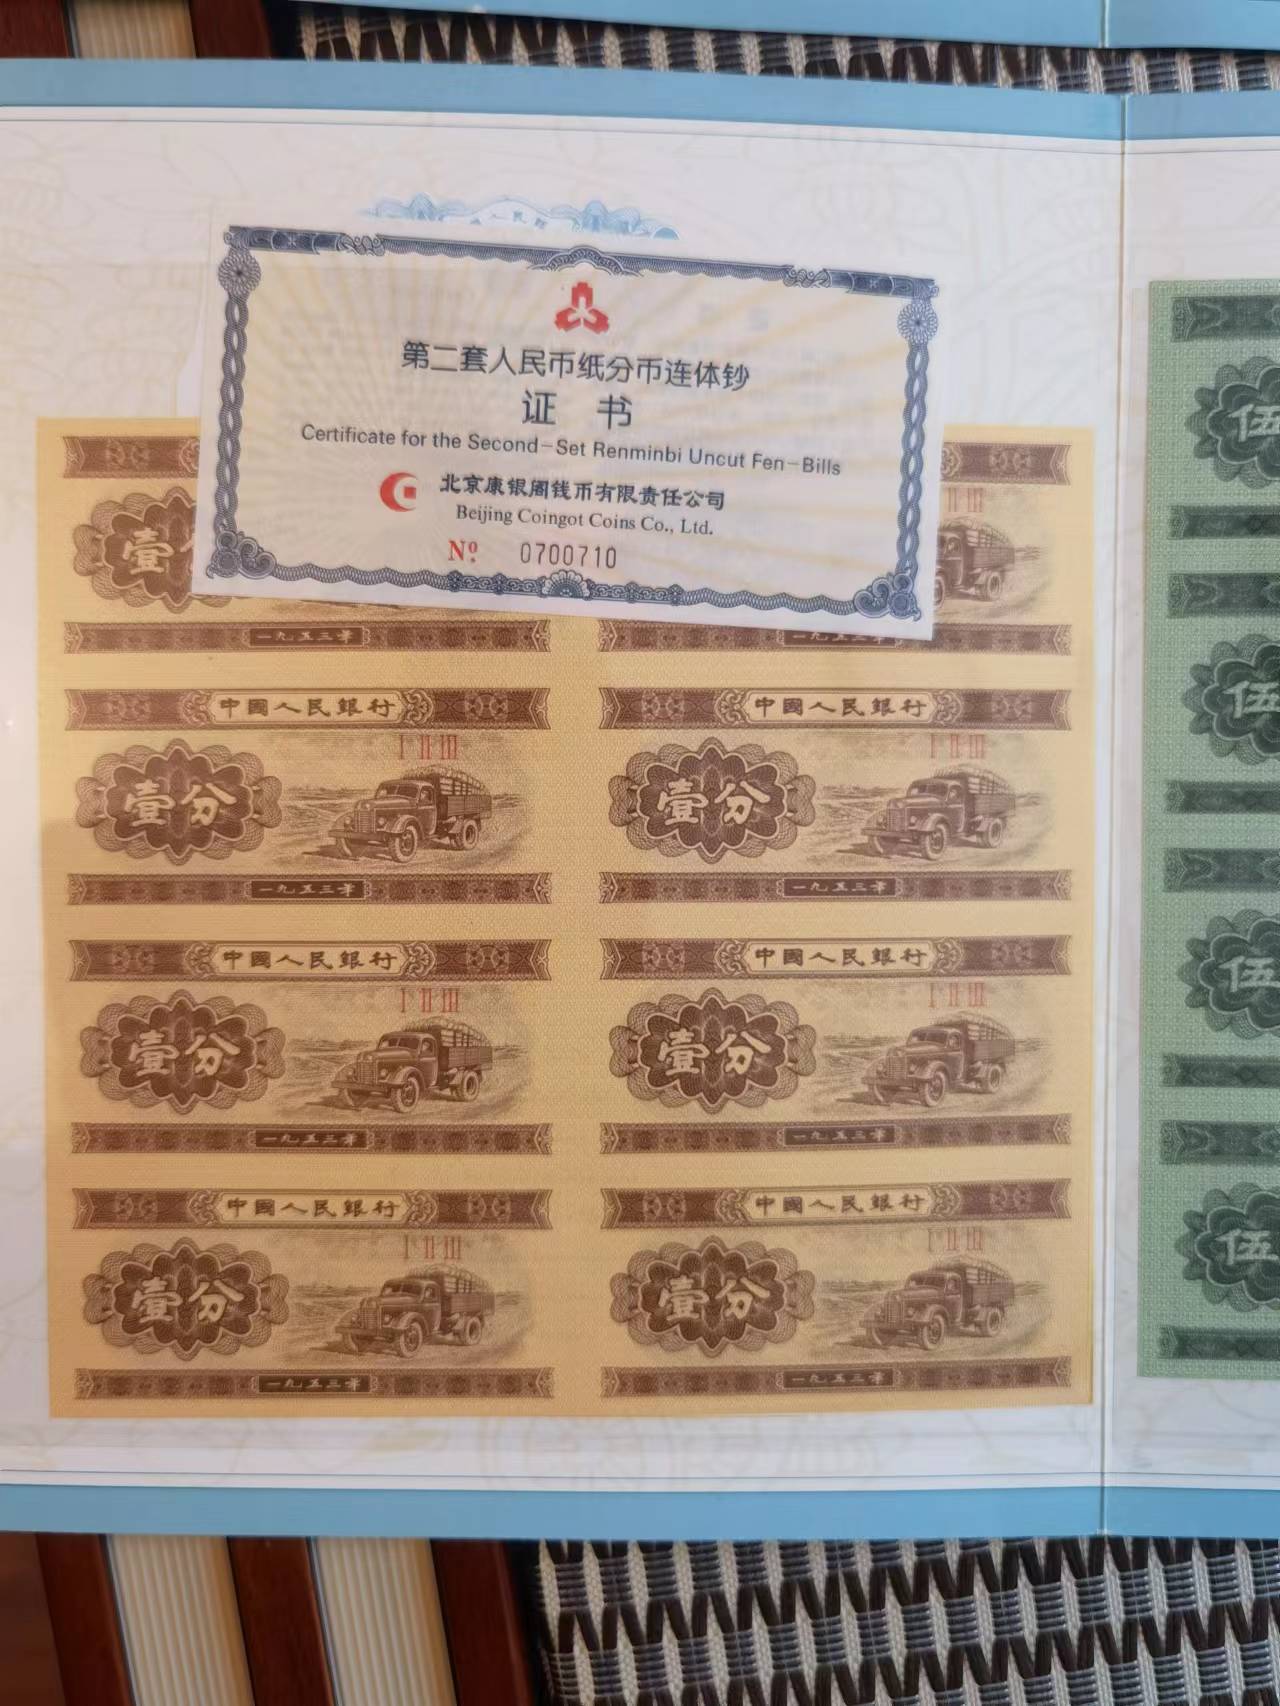 第二套人民币纸分币连体钞
证 书
Certificate for the Second-Set Renminbi Uncut Fen-Bills
北京康银阁钱币有限责任公司
Beijing Coingot Coins Co., Ltd.
Nº 0700710
壹
III
一九五三年
一九五三年
中國人民銀行
I II III
壹分
一九五三年
中國人民銀行
I II III
壹分
一九五三年
中國人民銀行
I II III
壹分
一九五三年
中國人民銀行
I II III
壹分
一九五三年
中國人民銀行
I II III
壹分
一九五三年
中國人民銀行
I II III
壹分
一九五三年
伍
伍
伍
伍